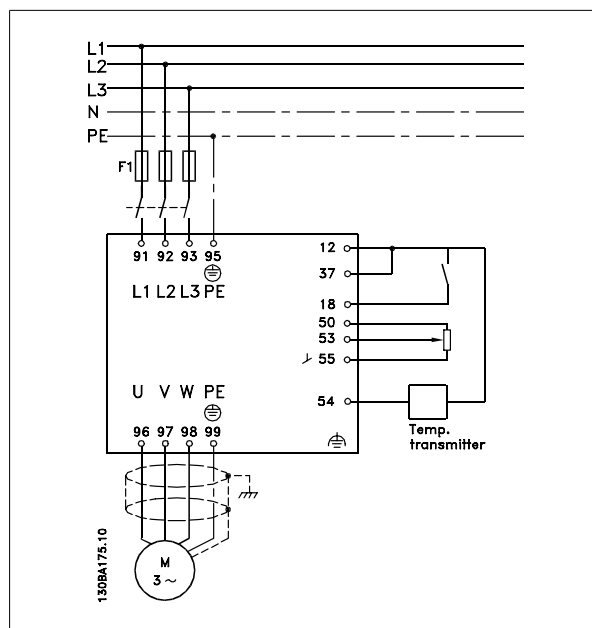 L1
L2
L3
N
PE
F1
91 92 93 95
L1 L2 L3 PE
12
37
18
50
53
55
54
Temp.
transmitter
U V W PE
96 97 98 99
M
3 ~
130BA175.10